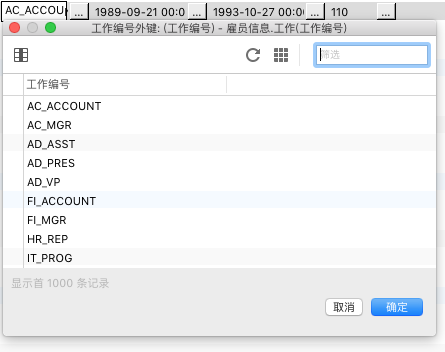 AC_ACCOU ... 1989-09-21 00:0 ... 1993-10-27 00:0 ... 110 ...
工作编号外键: (工作编号) - 雇员信息.工作(工作编号)
筛选
工作编号
AC_ACCOUNT
AC_MGR
AD_ASST
AD_PRES
AD_VP
FI_ACCOUNT
FI_MGR
HR_REP
IT_PROG
显示首 1000 条记录
取消 确定